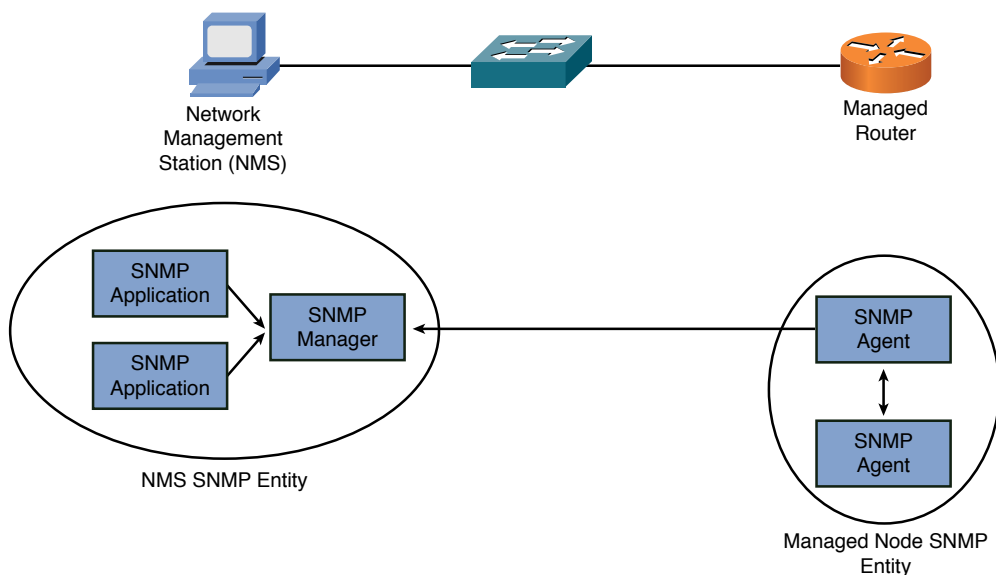 Network
Management
Station (NMS)
Managed
Router
SNMP
Application
SNMP
Application
SNMP
Manager
NMS SNMP Entity
SNMP
Agent
SNMP
Agent
Managed Node SNMP
Entity